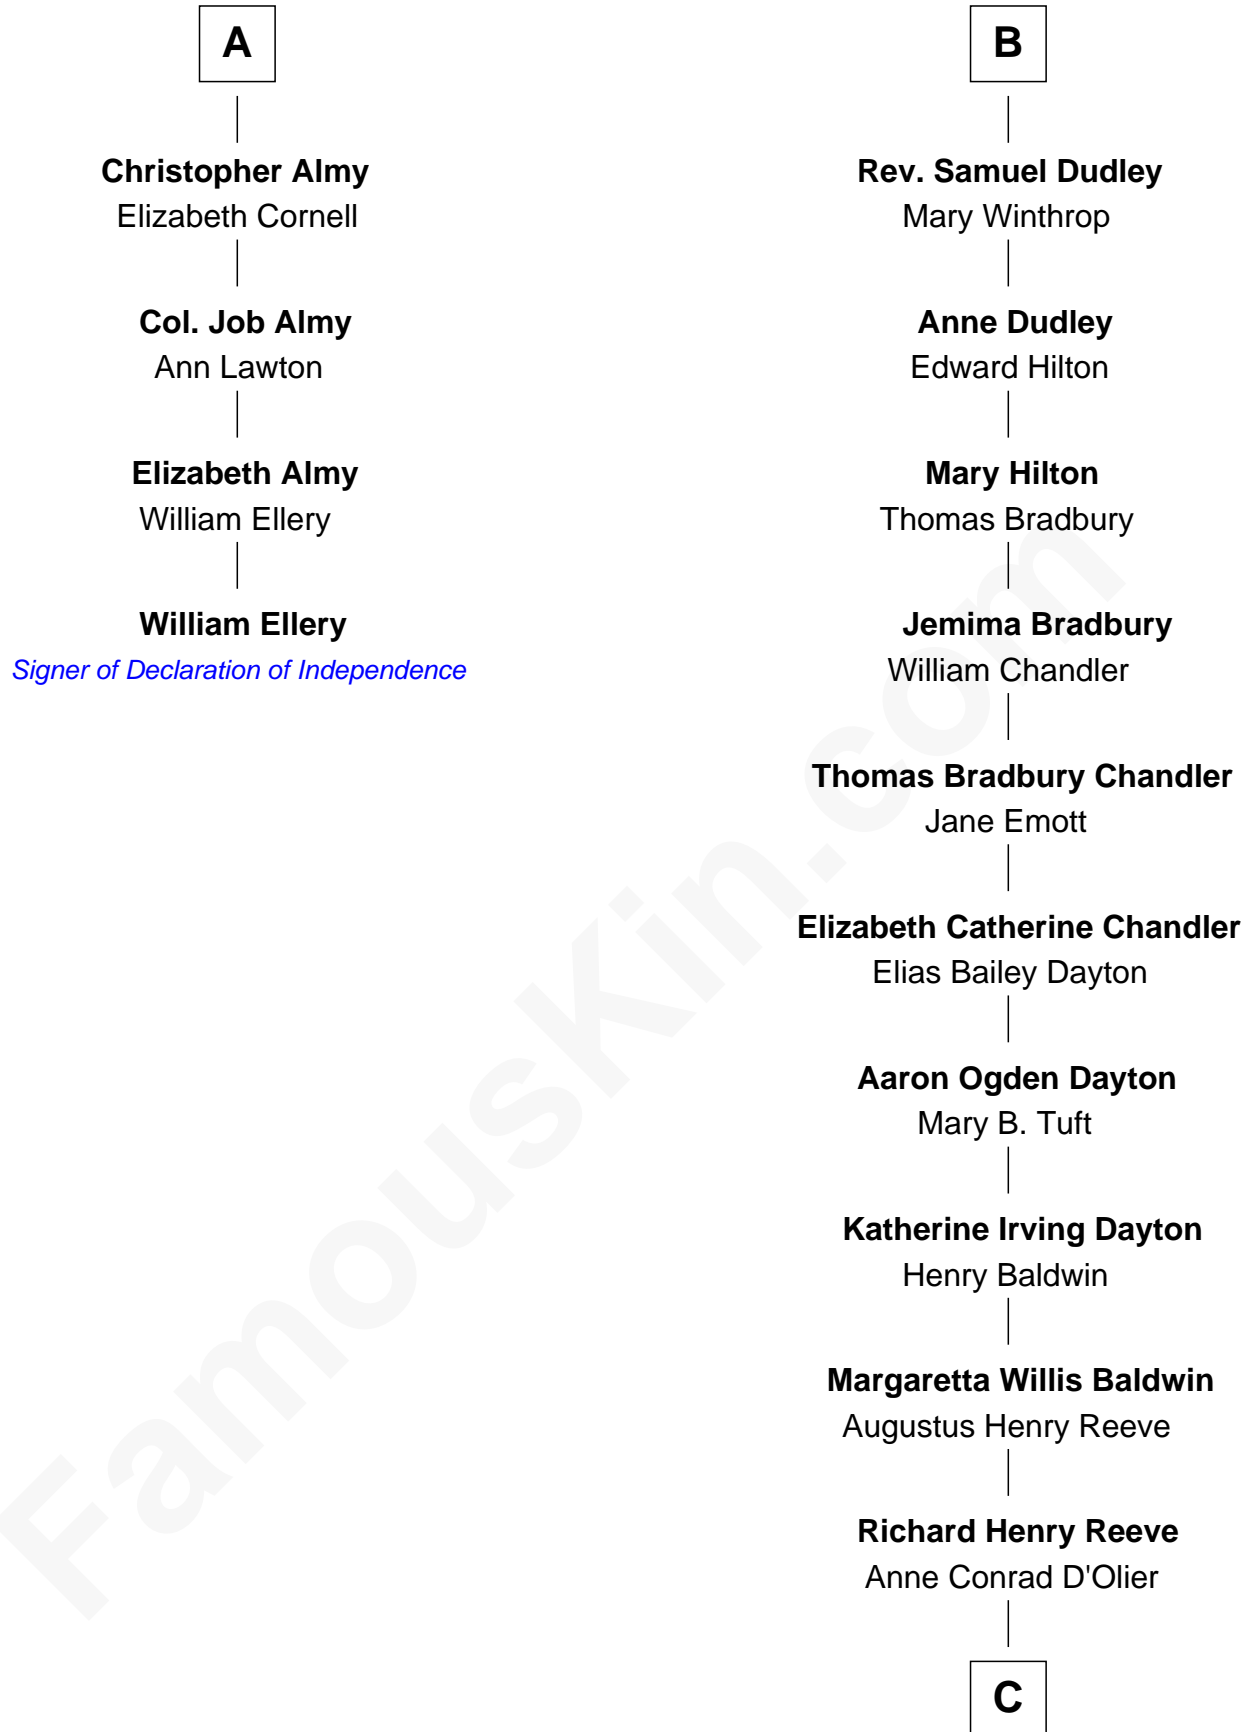 A
Christopher Almy
Elizabeth Cornell
Col. Job Almy
Ann Lawton
Elizabeth Almy
William Ellery
William Ellery
Signer of Declaration of Independence
B
Rev. Samuel Dudley
Mary Winthrop
Anne Dudley
Edward Hilton
Mary Hilton
Thomas Bradbury
Jemima Bradbury
William Chandler
Thomas Bradbury Chandler
Jane Emott
Elizabeth Catherine Chandler
Elias Bailey Dayton
Aaron Ogden Dayton
Mary B. Tuft
Katherine Irving Dayton
Henry Baldwin
Margaretta Willis Baldwin
Augustus Henry Reeve
Richard Henry Reeve
Anne Conrad D'Olier
C
FamousKin.com